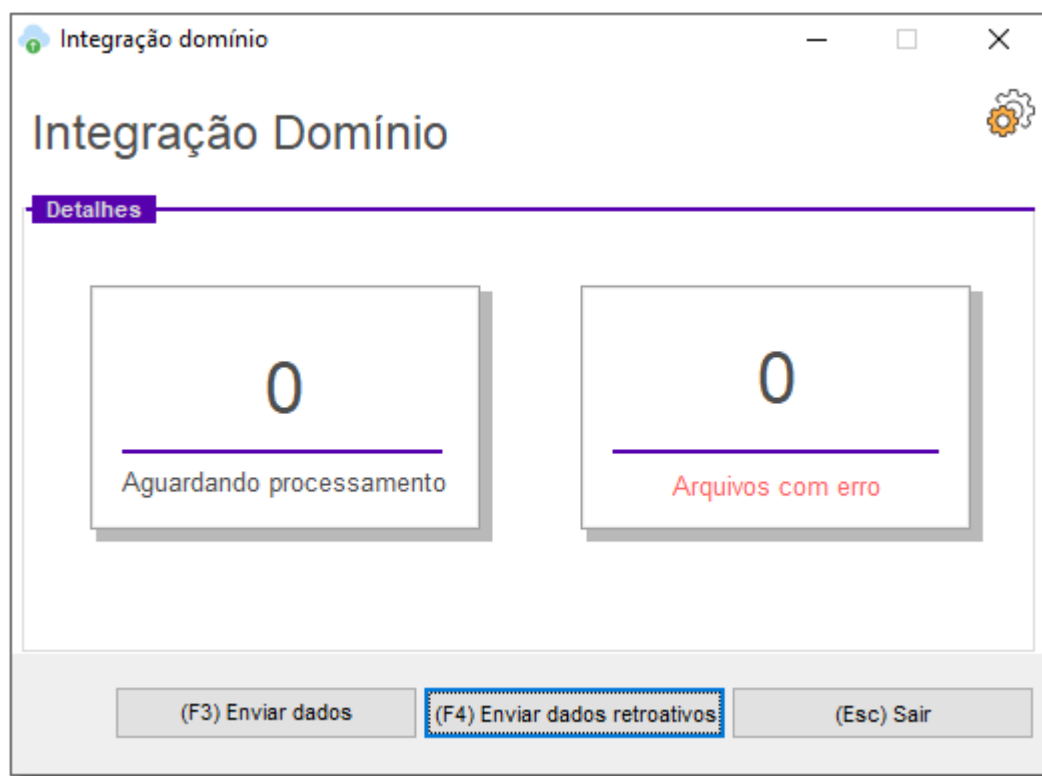 Integração domínio
Integração Domínio
Detalhes
0
Aguardando processamento
0
Arquivos com erro
(F3) Enviar dados
(F4) Enviar dados retroativos
(Esc) Sair